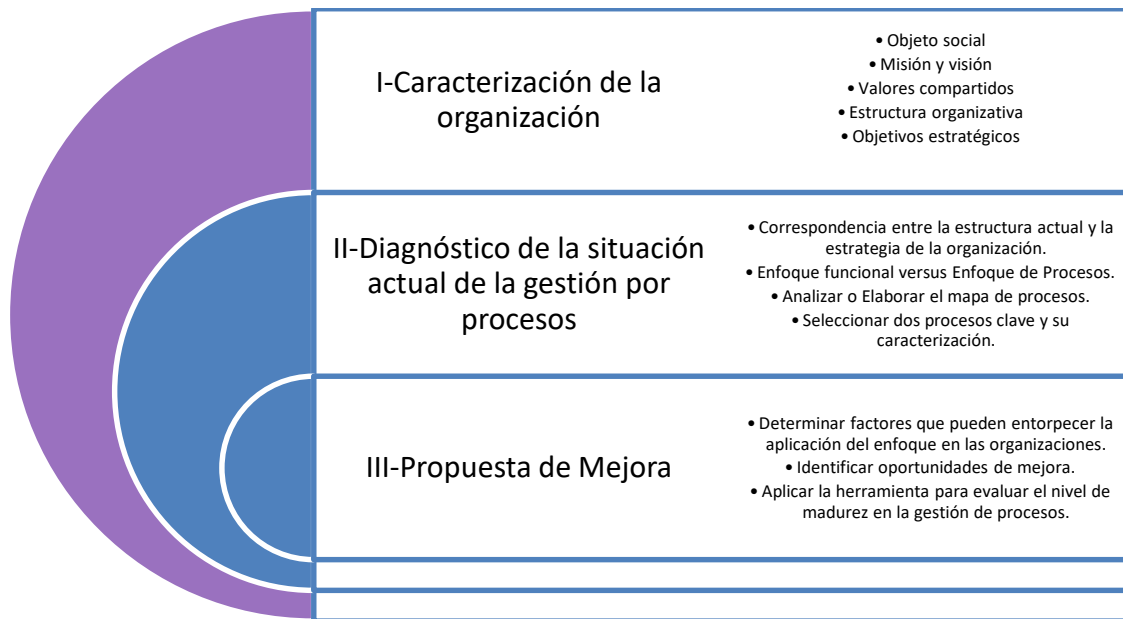 I-Caracterización de la
organización
• Objeto social
• Misión y visión
• Valores compartidos
• Estructura organizativa
• Objetivos estratégicos
II-Diagnóstico de la situación
actual de la gestión por
procesos
• Correspondencia entre la estructura actual y la
estrategia de la organización.
• Enfoque funcional versus Enfoque de Procesos.
• Analizar o Elaborar el mapa de procesos.
• Seleccionar dos procesos clave y su
caracterización.
III-Propuesta de Mejora
• Determinar factores que pueden entorpecer la
aplicación del enfoque en las organizaciones.
• Identificar oportunidades de mejora.
• Aplicar la herramienta para evaluar el nivel de
madurez en la gestión de procesos.